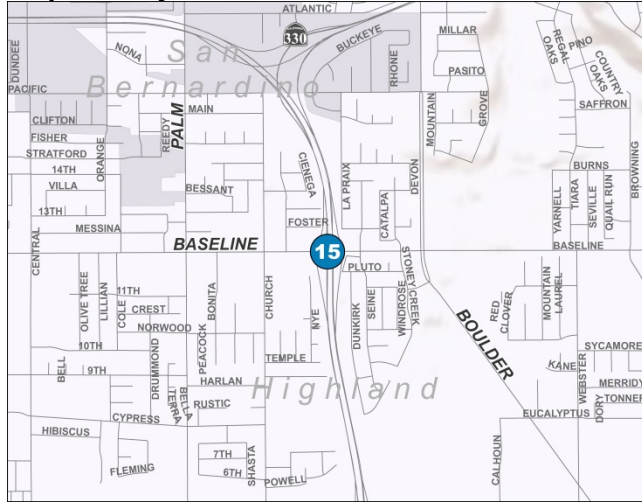 ATLANTIC
330
MILLAR
BUCKEYE
NONA
San
Bernardino
DUNDEE
PACIFIC
RHONE
PASITO
REGAL
OAKS
PINO
COUNTRY
OAKS
SAFFRON
GROVE
MOUNTAIN
MAIN
PALM
REEDY
CLIFTON
FISHER
STRATFORD
ORANGE
14TH
VILLA
13TH
MESSINA
BESSANT
CIENEGA
LA PRAIX
CATALPA
DEVON
FOSTER
BURNS
YARNELL
TIARA
SEVILLE
QUAIL RUN
BROWNING
CENTRAL
BASELINE
15
BASELINE
PLUTO
STONEY CREEK
OLIVE TREE
LILLIAN
COLE
11TH
CREST
NORWOOD
BONITA
CHURCH
NYE
DUNKIRK
SEINE
WINDROSE
BOULDER
RED
CLOVER
MOUNTAIN
LAUREL
10TH
BELL
9TH
DRUMMOND
PEACOCK
TEMPLE
HARLAN
BELLA
TERRA
RUSTIC
Highland
KANE
WEBSTER
SYCAMORE
MERRIDY
TONNER
DORY
EUCALYPTUS
CYPRESS
HIBISCUS
FLEMING
7TH
6TH
SHASTA
POWELL
CALHOUN